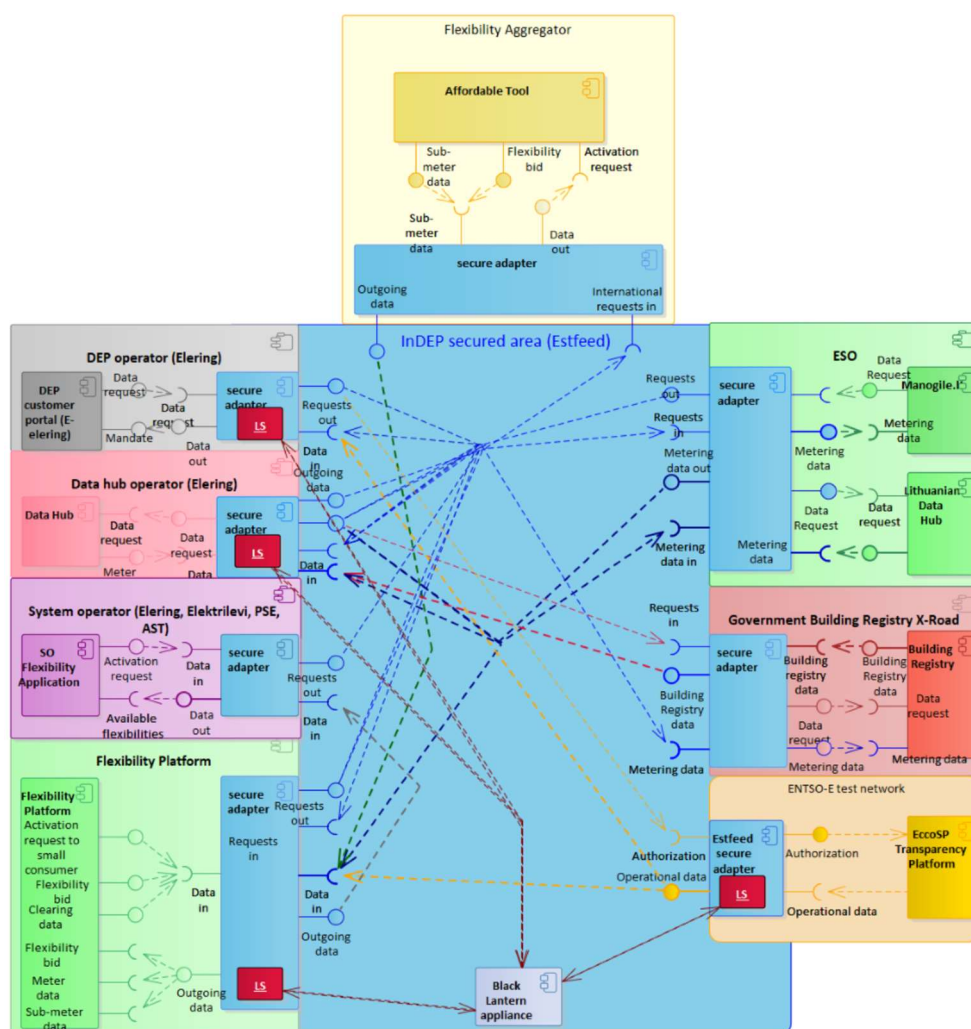 Flexibility Aggregator
Affordable Tool
Sub-
meter
data
Flexibility
bid
Activation
request
Sub-
meter
data
Data
out
secure adapter
Outgoing
data
International
requests in
InDEP secured area (Estfeed)
DEP operator (Elering)
DEP
customer
portal (E-
elering)
Data
request
Data
request
Mandate
Data
out
secure
adapter
LS
Requests
out
Data
in
Data hub operator (Elering)
Data Hub
Data
request
Data
request
Meter
Data
secure
adapter
LS
Outgoing
data
Data
in
System operator (Elering, Elektrilevi, PSE,
AST)
SO
Flexibility
Application
Activation
request
Data
in
Available
flexibilities
Data
out
secure
adapter
Requests
out
Data
in
Flexibility Platform
Flexibility
Platform
Activation
request to
small
consumer
Flexibility
bid
Clearing
data
Flexibility
bid
Meter
data
Sub-meter
data
Data
in
Outgoing
data
secure
adapter
Requests
in
LS
Requests
out
Data
in
Outgoing
data
ESO
secure
adapter
Requests
out
Requests
in
Metering
data out
Metering
data in
Metering
data
Data
Request
Manogile.l
Metering
data
Metering
data
Data
Request
Data
request
Lithuanian
Data
Hub
Government Building Registry X-Road
secure
adapter
Requests
in
Building
Registry
data
Metering data
Building
registry
data
Building
Registry
data
Building
Registry
Data
request
Data
request
Metering data
Metering data
ENTSO-E test network
Estfeed
secure
adapter
LS
Authorization
Operational data
Authorization
Operational data
EccoSP
Transparency
Platform
Black
Lantern
appliance